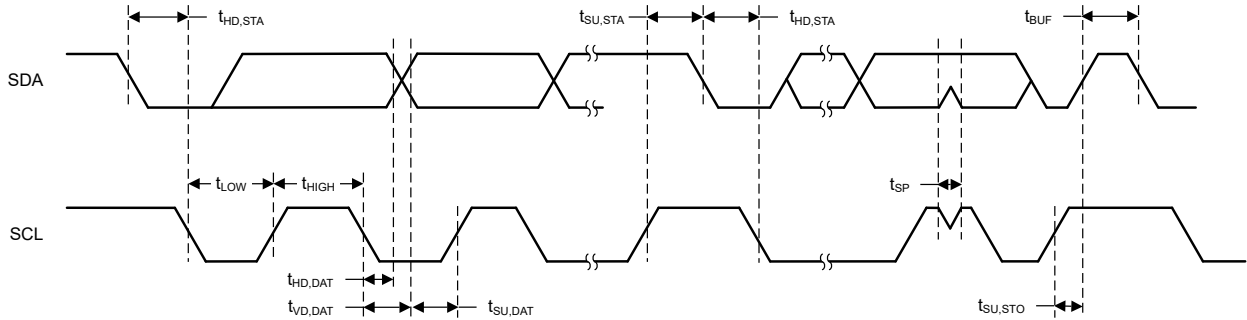 tHD,STA
tSU,STA
tHD,STA
tBUF
SDA
tLOW
tHIGH
tSP
SCL
tHD,DAT
tVD,DAT
tSU,DAT
tSU,STO